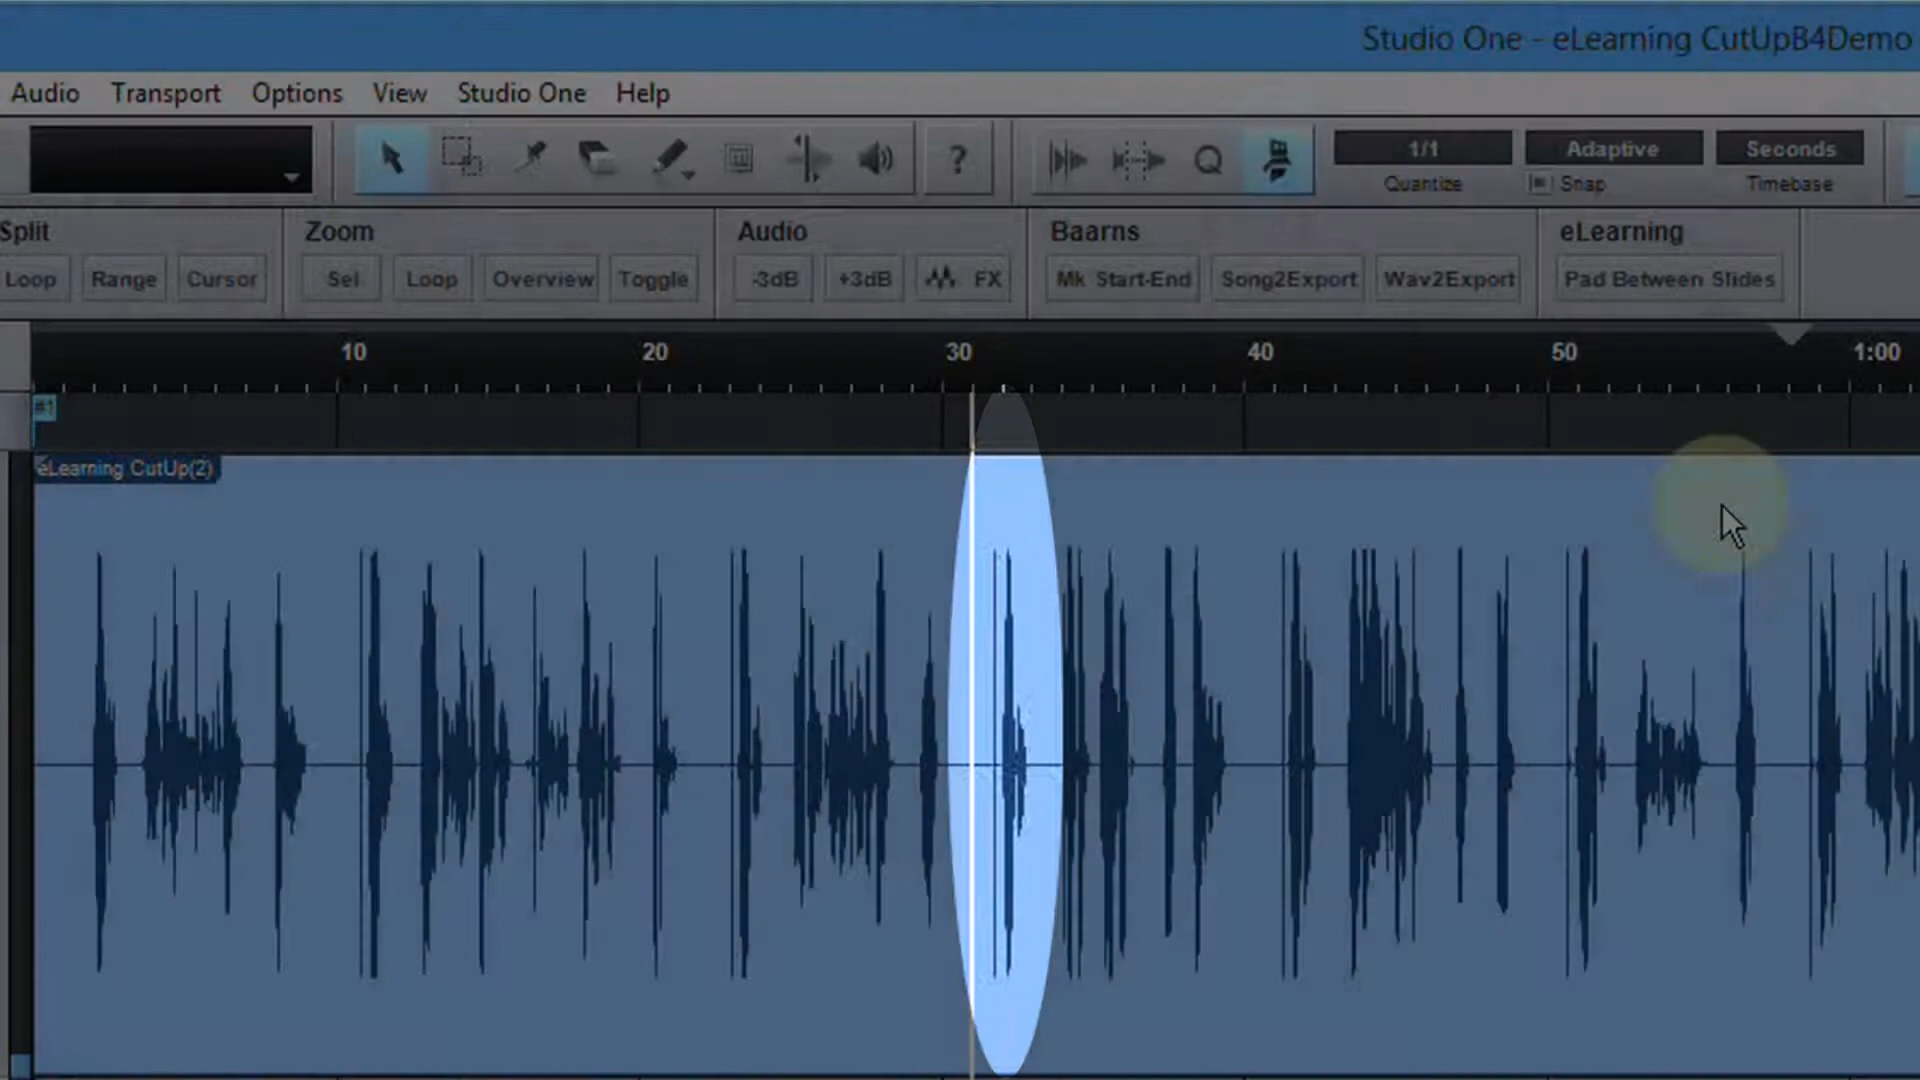 Studio One - eLearning CutUpB4Demo
Audio Transport Options View Studio One Help
? Q 1/1 Adaptive Seconds
Quantize Snap Timebase
Split Zoom Audio Baarns eLearning
Loop Range Cursor Sel Loop Overview Toggle -3dB +3dB FX Mk Start-End Song2Export Wav2Export Pad Between Slides
10 20 30 40 50 1:00
#1
eLearning CutUp(2)